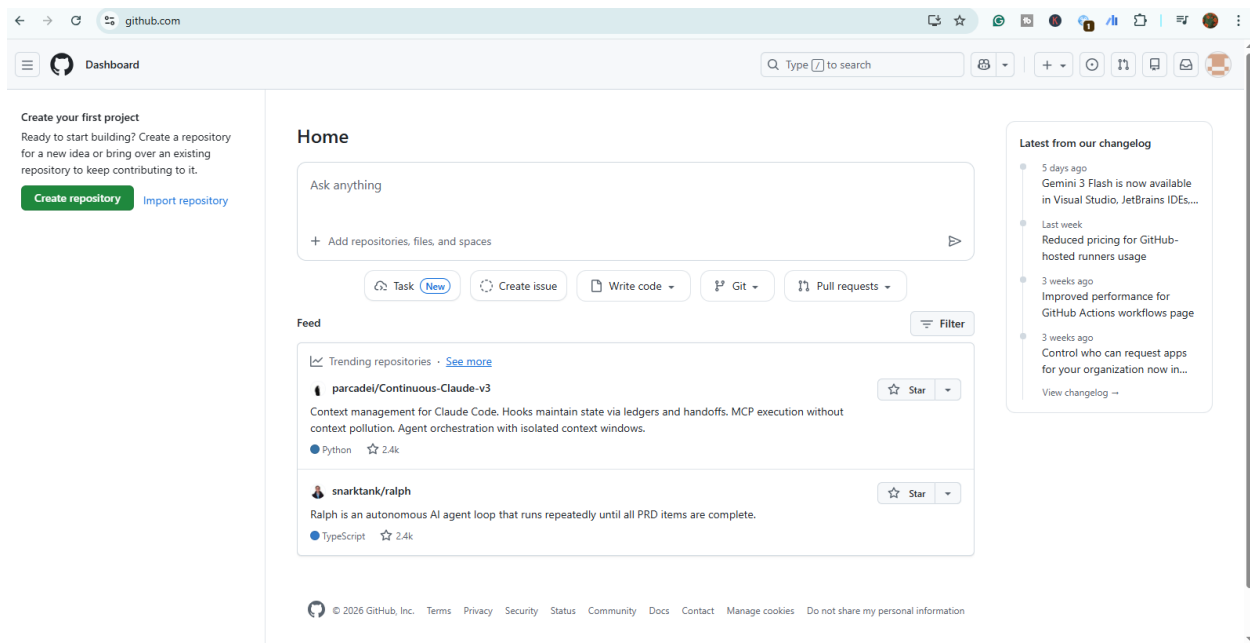 github.com
1
Dashboard
Type / to search
Create your first project
Ready to start building? Create a repository
for a new idea or bring over an existing
repository to keep contributing to it.
Create repository
Import repository
Home
Ask anything
Add repositories, files, and spaces
Task New
Create issue
Write code
Git
Pull requests
Feed
Filter
Trending repositories · See more
parcadei/Continuous-Claude-v3
Star
Context management for Claude Code. Hooks maintain state via ledgers and handoffs. MCP execution without
context pollution. Agent orchestration with isolated context windows.
Python 2.4k
snarktank/ralph
Star
Ralph is an autonomous AI agent loop that runs repeatedly until all PRD items are complete.
TypeScript 2.4k
Latest from our changelog
5 days ago
Gemini 3 Flash is now available
in Visual Studio, JetBrains IDEs,...
Last week
Reduced pricing for GitHub-
hosted runners usage
3 weeks ago
Improved performance for
GitHub Actions workflows page
3 weeks ago
Control who can request apps
for your organization now in...
View changelog →
© 2026 GitHub, Inc. Terms Privacy Security Status Community Docs Contact Manage cookies Do not share my personal information